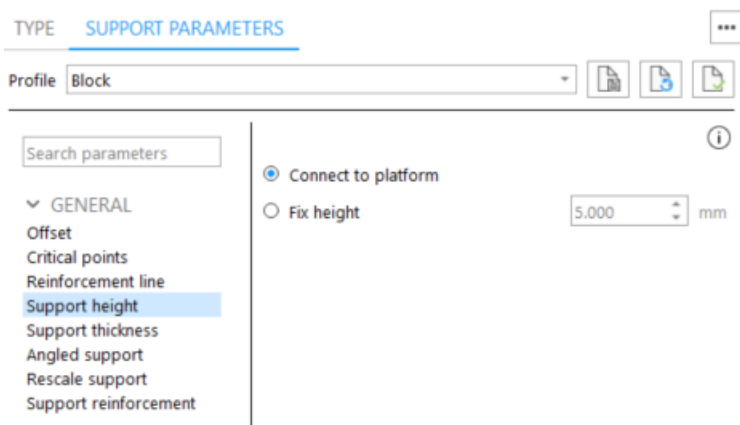 TYPE SUPPORT PARAMETERS
Profile Block
Search parameters
GENERAL
Offset
Critical points
Reinforcement line
Support height
Support thickness
Angled support
Rescale support
Support reinforcement
Connect to platform
Fix height 5.000 mm